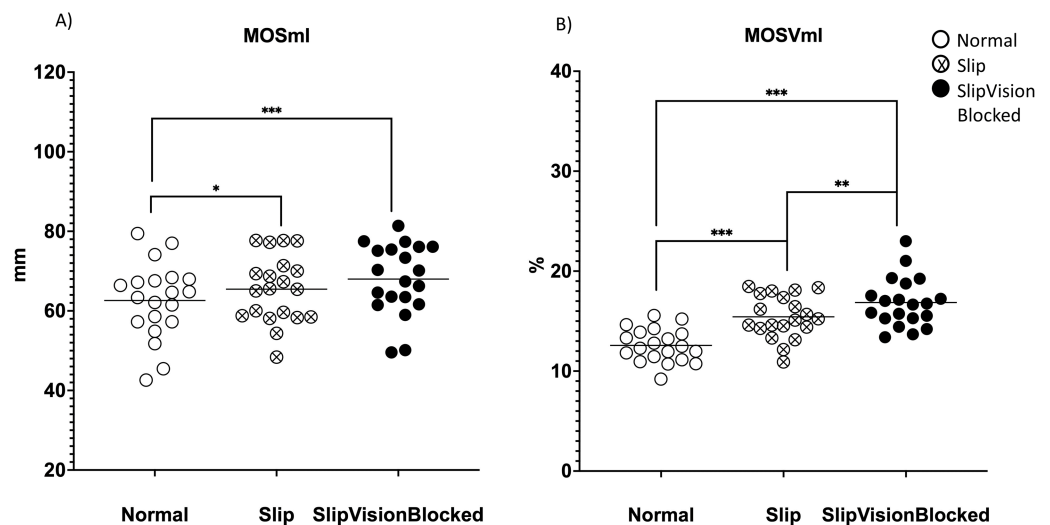 A)
MOSml
120
100
80
60
40
20
mm
***
*
Normal Slip SlipVisionBlocked
B)
MOSVml
40
30
20
10
0
%
***
**
***
Normal Slip SlipVisionBlocked
Normal
Slip
SlipVision
Blocked